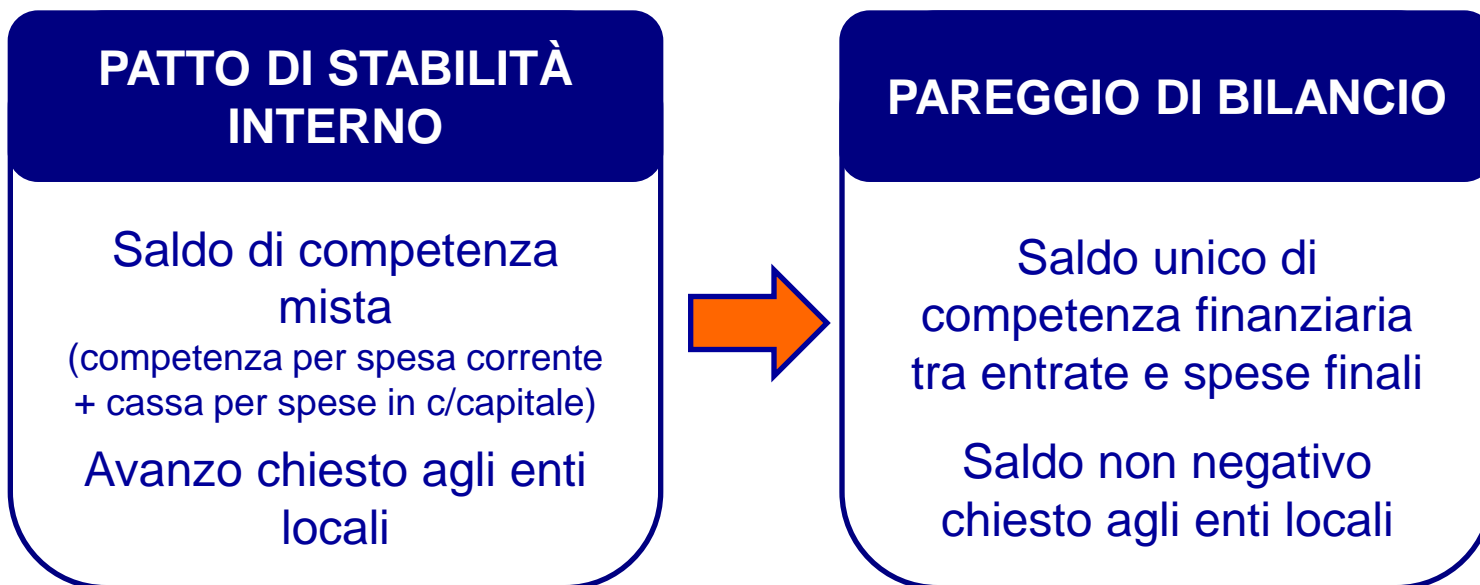 PATTO DI STABILITÀ
INTERNO
Saldo di competenza
mista
(competenza per spesa corrente
+ cassa per spese in c/capitale)
Avanzo chiesto agli enti
locali
PAREGGIO DI BILANCIO
Saldo unico di
competenza finanziaria
tra entrate e spese finali
Saldo non negativo
chiesto agli enti locali